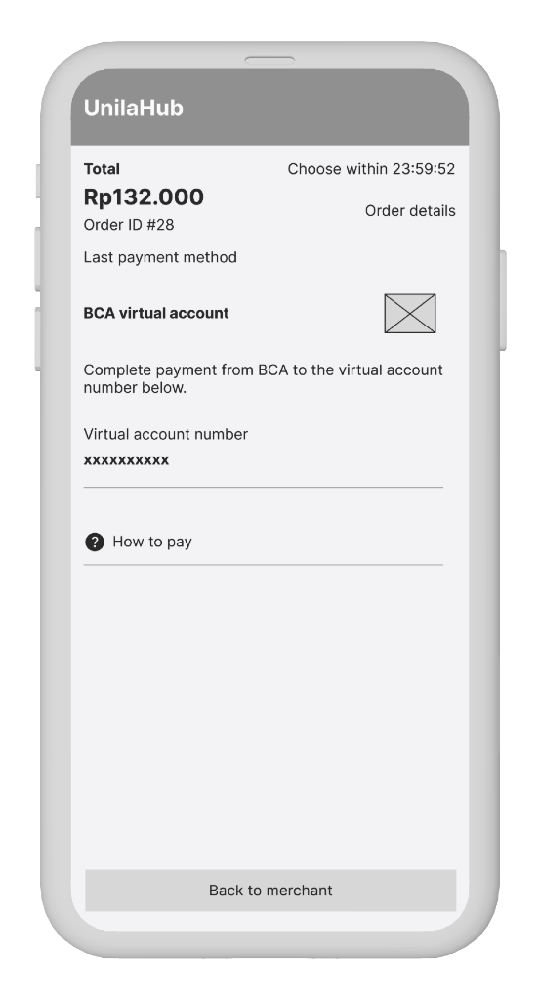 UnilaHub
Total
Choose within 23:59:52
Rp132.000
Order details
Order ID #28
Last payment method
BCA virtual account
Complete payment from BCA to the virtual account
number below.
Virtual account number
xxxxxxxxxx
? How to pay
Back to merchant